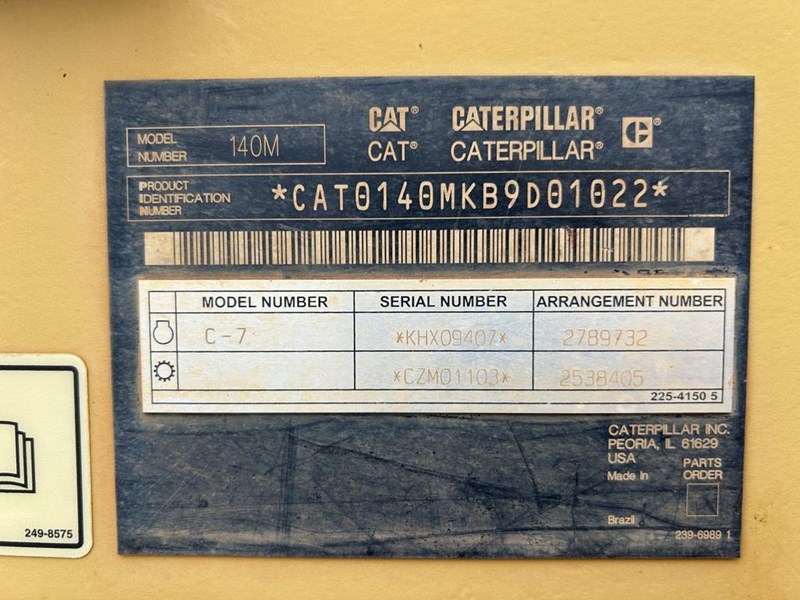 CAT® CATERPILLAR®
CAT® CATERPILLAR®
MODEL
NUMBER
140M
PRODUCT
IDENTIFICATION
NUMBER
*CAT0140MKB9D01022*
MODEL NUMBER SERIAL NUMBER ARRANGEMENT NUMBER
C-7 *KHX09407* 2789732
*CZM01103* 2538405
225-4150 5
CATERPILLAR INC.
PEORIA, IL 61629
USA
Made in
PARTS
ORDER
Brazil
239-6989 1
249-8575